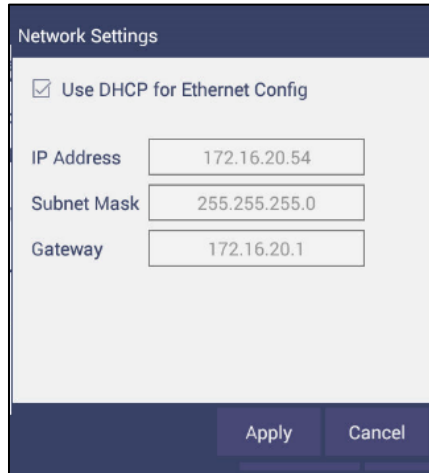 Network Settings
Use DHCP for Ethernet Config
IP Address 172.16.20.54
Subnet Mask 255.255.255.0
Gateway 172.16.20.1
Apply Cancel